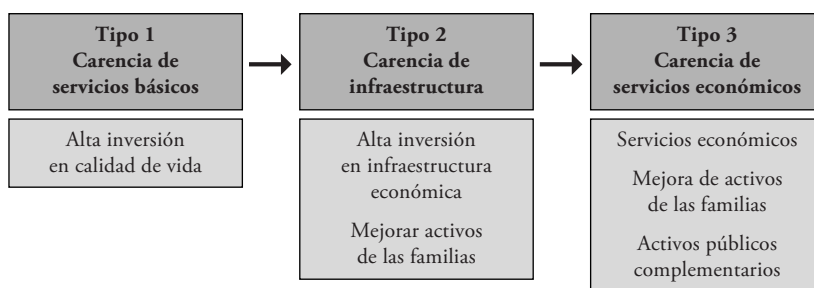 Tipo 1
Carencia de
servicios básicos
Alta inversión
en calidad de vida
Tipo 2
Carencia de
infraestructura
Alta inversión
en infraestructura
económica
Mejorar activos
de las familias
Tipo 3
Carencia de
servicios económicos
Servicios económicos
Mejora de activos
de las familias
Activos públicos
complementarios